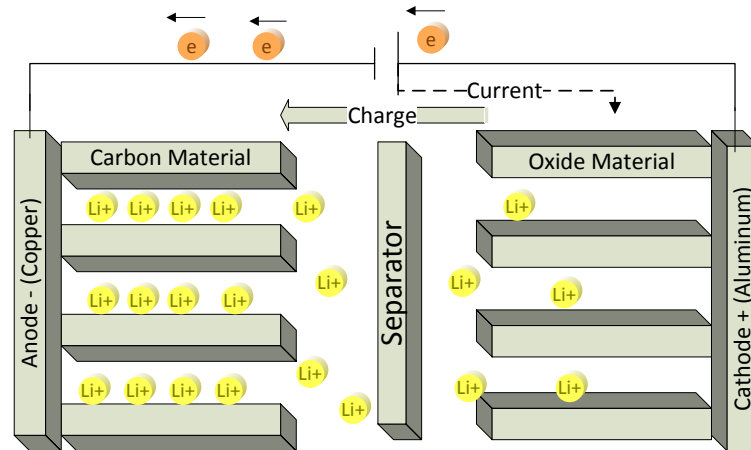 e e e
Current
Charge
Carbon Material
Oxide Material
Anode - (Copper)
Separator
Cathode + (Aluminum)
Li+ Li+ Li+ Li+ Li+ Li+
Li+ Li+
Li+ Li+ Li+ Li+ Li+
Li+
Li+ Li+ Li+ Li+ Li+ Li+
Li+